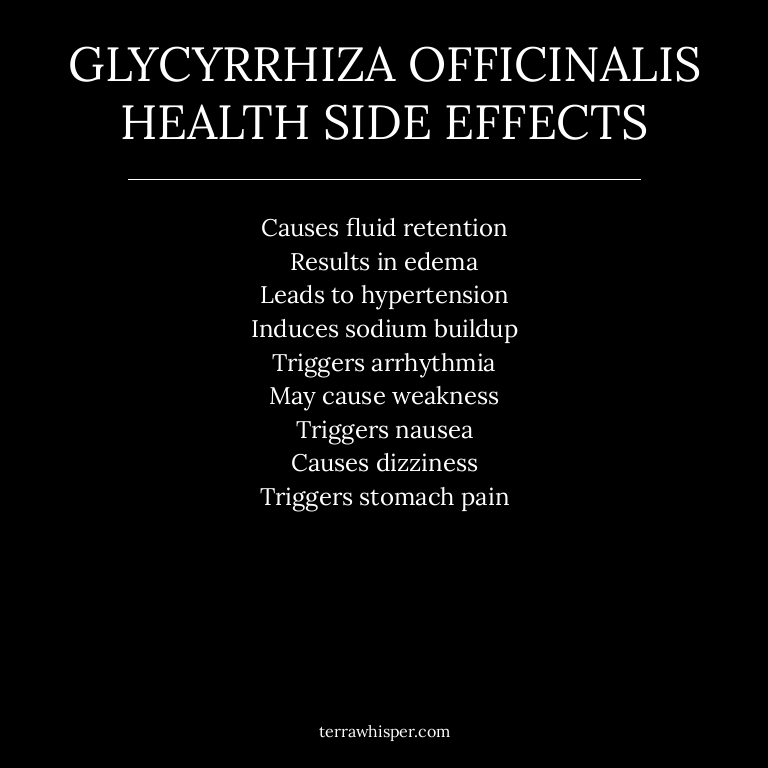 GLYCYRRHIZA OFFICINALIS
HEALTH SIDE EFFECTS
Causes fluid retention
Results in edema
Leads to hypertension
Induces sodium buildup
Triggers arrhythmia
May cause weakness
Triggers nausea
Causes dizziness
Triggers stomach pain
terrawhisper.com